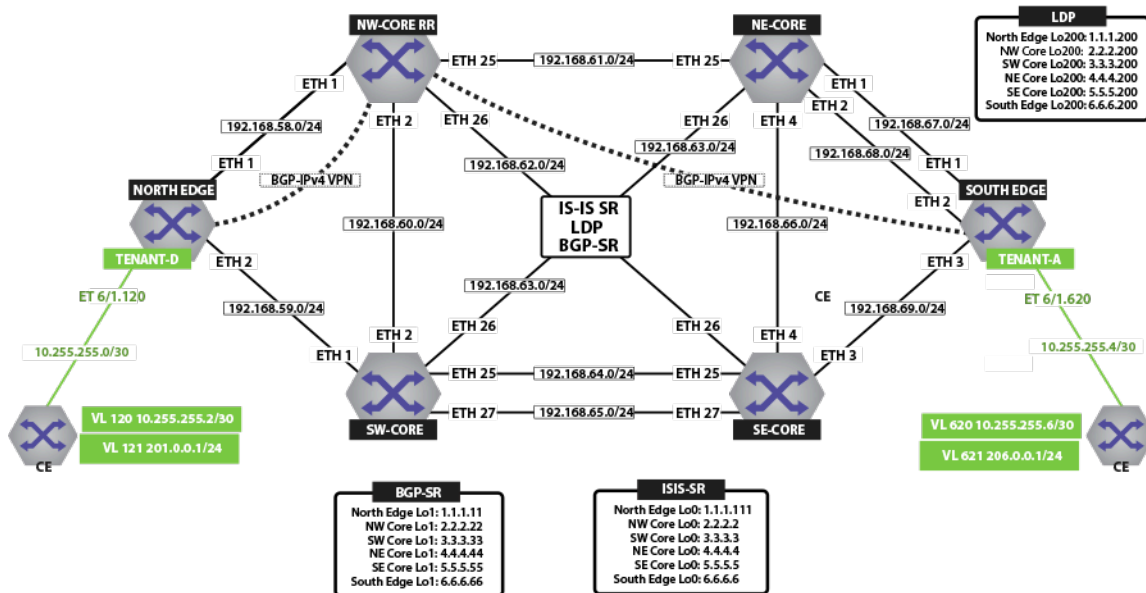 NW-CORE RR
NE-CORE
LDP
North Edge Lo200: 1.1.1.200
NW Core Lo200: 2.2.2.200
SW Core Lo200: 3.3.3.200
NE Core Lo200: 4.4.4.200
SE Core Lo200: 5.5.5.200
South Edge Lo200: 6.6.6.200
ETH 25
192.168.61.0/24
ETH 25
ETH 1
ETH 2
ETH 26
ETH 26
ETH 4
ETH 2
ETH 1
192.168.58.0/24
192.168.67.0/24
192.168.62.0/24
192.168.63.0/24
192.168.68.0/24
ETH 1
ETH 1
BGP-IPv4 VPN
BGP-IPv4 VPN
NORTH EDGE
SOUTH EDGE
ETH 2
IS-IS SR
LDP
BGP-SR
192.168.60.0/24
192.168.66.0/24
TENANT-D
ETH 2
ETH 3
TENANT-A
ET 6/1.120
192.168.63.0/24
CE
ET 6/1.620
192.168.59.0/24
192.168.69.0/24
10.255.255.0/30
ETH 2
ETH 26
ETH 26
ETH 4
10.255.255.4/30
ETH 1
ETH 3
ETH 25
192.168.64.0/24
ETH 25
ETH 27
192.168.65.0/24
ETH 27
VL 120 10.255.255.2/30
VL 121 201.0.0.1/24
CE
SW-CORE
SE-CORE
VL 620 10.255.255.6/30
VL 621 206.0.0.1/24
CE
BGP-SR
North Edge Lo1: 1.1.1.11
NW Core Lo1: 2.2.2.22
SW Core Lo1: 3.3.3.33
NE Core Lo1: 4.4.4.44
SE Core Lo1: 5.5.5.55
South Edge Lo1: 6.6.6.66
ISIS-SR
North Edge Lo0: 1.1.1.111
NW Core Lo0: 2.2.2.2
SW Core Lo0: 3.3.3.3
NE Core Lo0: 4.4.4.4
SE Core Lo0: 5.5.5.5
South Edge Lo0: 6.6.6.6